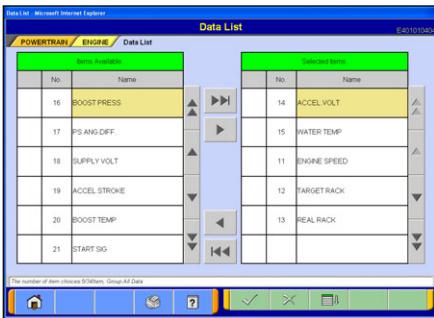 Data List - Microsoft Internet Explorer
Data List
E401010404
POWERTRAIN ENGINE Data List
Items Available
No. Name
16 BOOST PRESS
17 PS ANG.DIFF.
18 SUPPLY VOLT
19 ACCEL STROKE
20 BOOST TEMP
21 START SIG
Selected Items
No. Name
14 ACCEL VOLT
15 WATER TEMP
11 ENGINE SPEED
12 TARGET RACK
13 REAL RACK
The number of item choices 9/34Item, Group:All Data
?